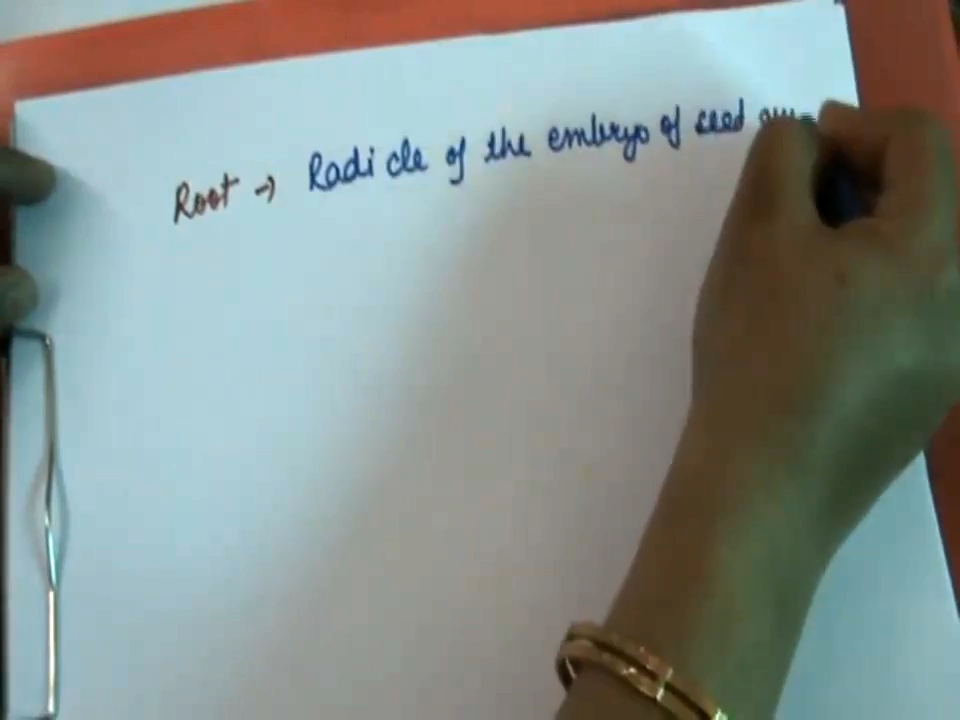 Root → Radicle of the embryo of seed